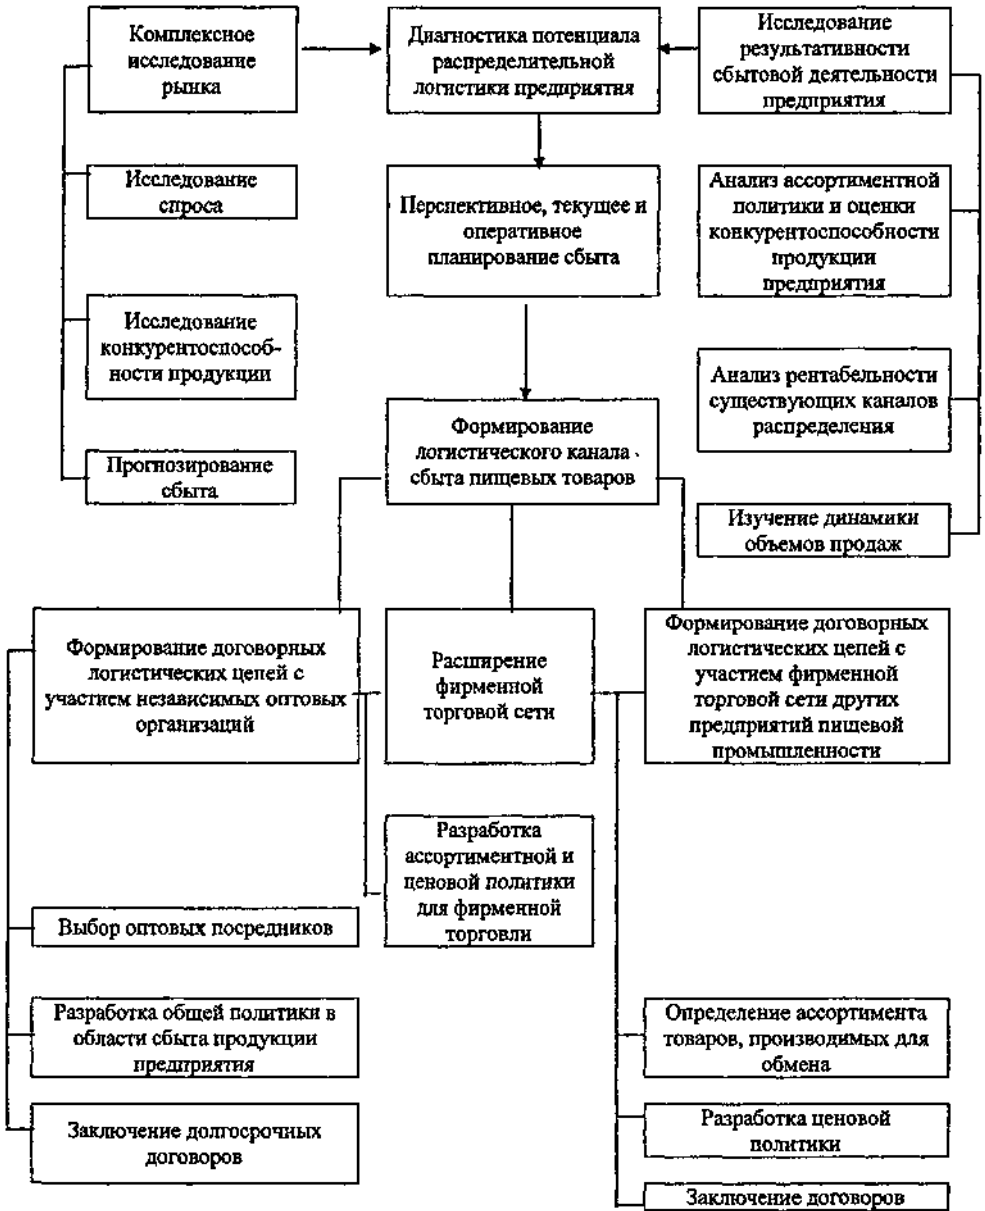 Комплексное
исследование
рынка
Диагностика потенциала
распределительной
логистики предприятия
Исследование
результативности
сбытовой деятельности
предприятия
Исследование
спроса
Перспективное, текущее и
оперативное
планирование сбыта
Анализ ассортиментной
политики и оценки
конкурентоспособности
продукции
предприятия
Исследование
конкурентоспособ-
ности продукции
Анализ рентабельности
существующих каналов
распределения
Формирование
логистического канала
сбыта пищевых товаров
Прогнозирование
сбыта
Изучение динамики
объемов продаж
Формирование договорных
логистических цепей с
участием независимых оптовых
организаций
Расширение
фирменной
торговой сети
Формирование договорных
логистических цепей с
участием фирменной
торговой сети других
предприятий пищевой
промышленности
Разработка
ассортиментной и
ценовой политики
для фирменной
торговли
Выбор оптовых посредников
Разработка общей политики в
области сбыта продукции
предприятия
Определение ассортимента
товаров, производимых для
обмена
Заключение долгосрочных
договоров
Разработка ценовой
политики
Заключение договоров